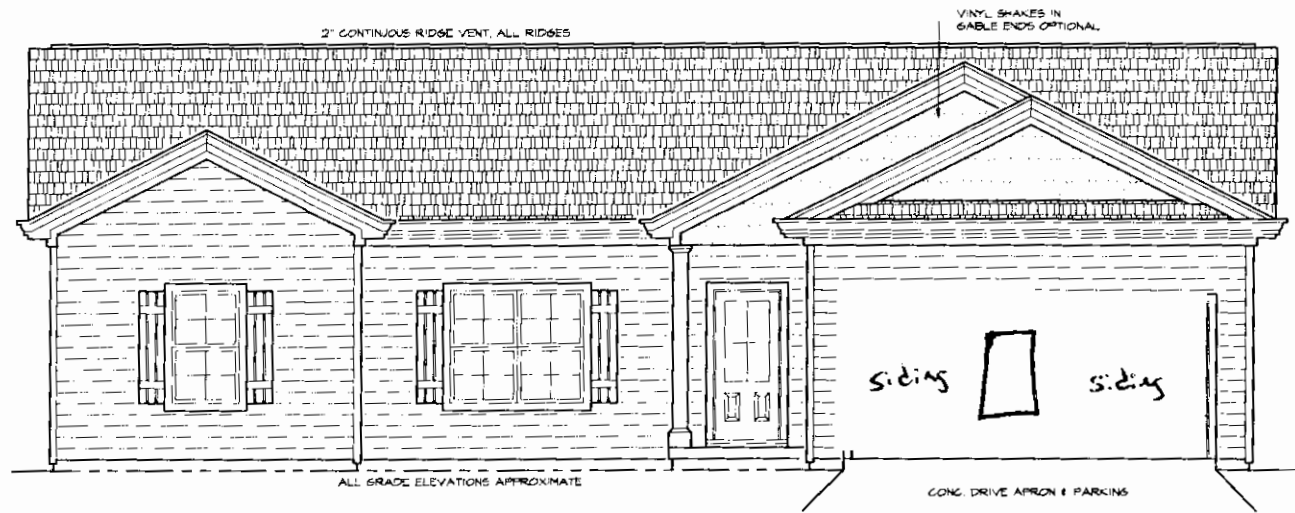 VINYL SHAKES IN
GABLE ENDS OPTIONAL
2" CONTINUOUS RIDGE VENT, ALL RIDGES
siding
siding
ALL GRADE ELEVATIONS APPROXIMATE
CONC. DRIVE APRON & PARKING